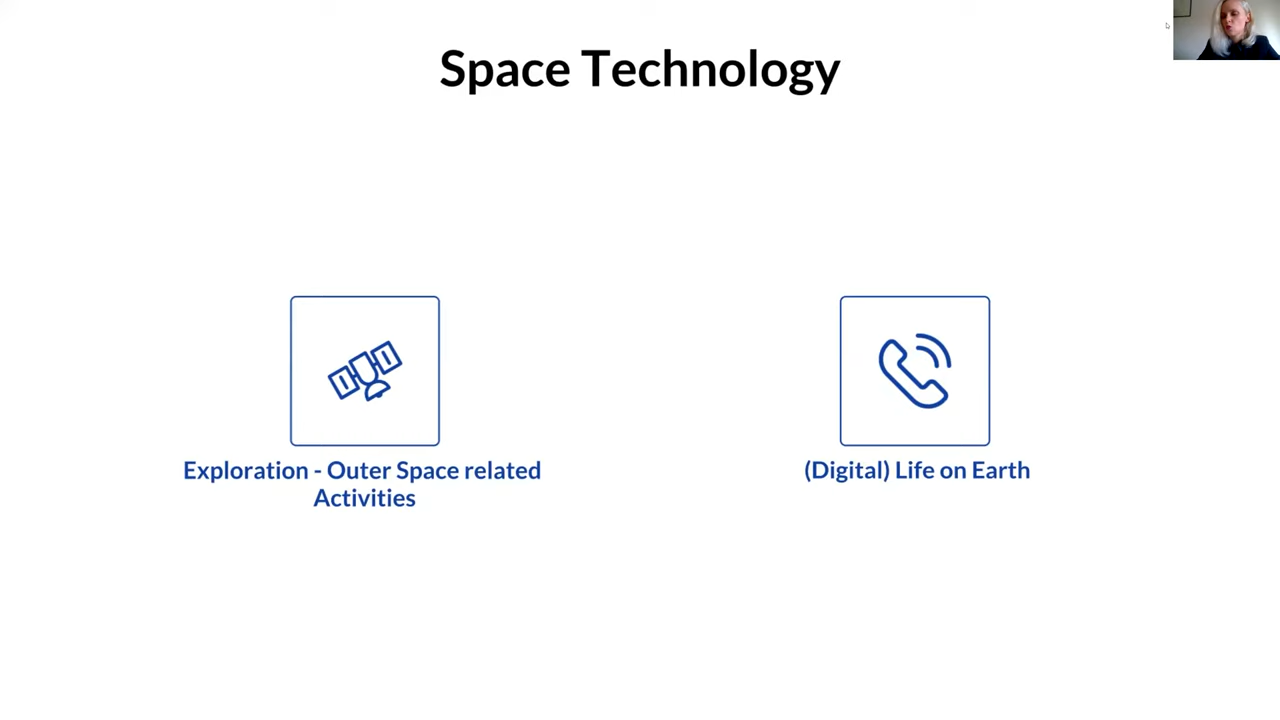 Space Technology
Exploration - Outer Space related
Activities
(Digital) Life on Earth